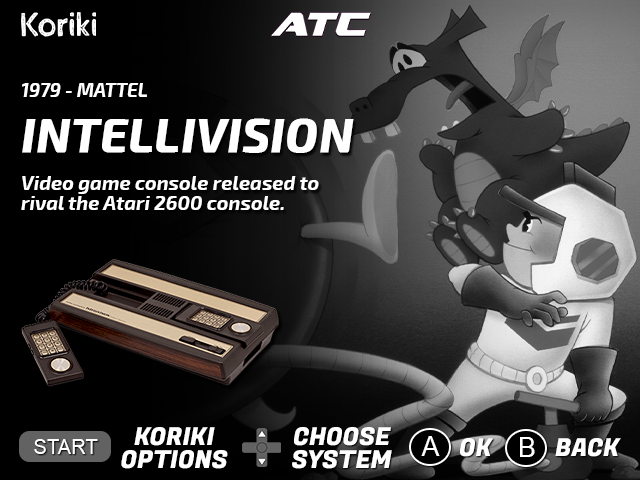 Koriki
ATC
1979 - MATTEL
INTELLIVISION
Video game console released to
rival the Atari 2600 console.
START
KORIKI
OPTIONS
CHOOSE
SYSTEM
A
OK
B
BACK